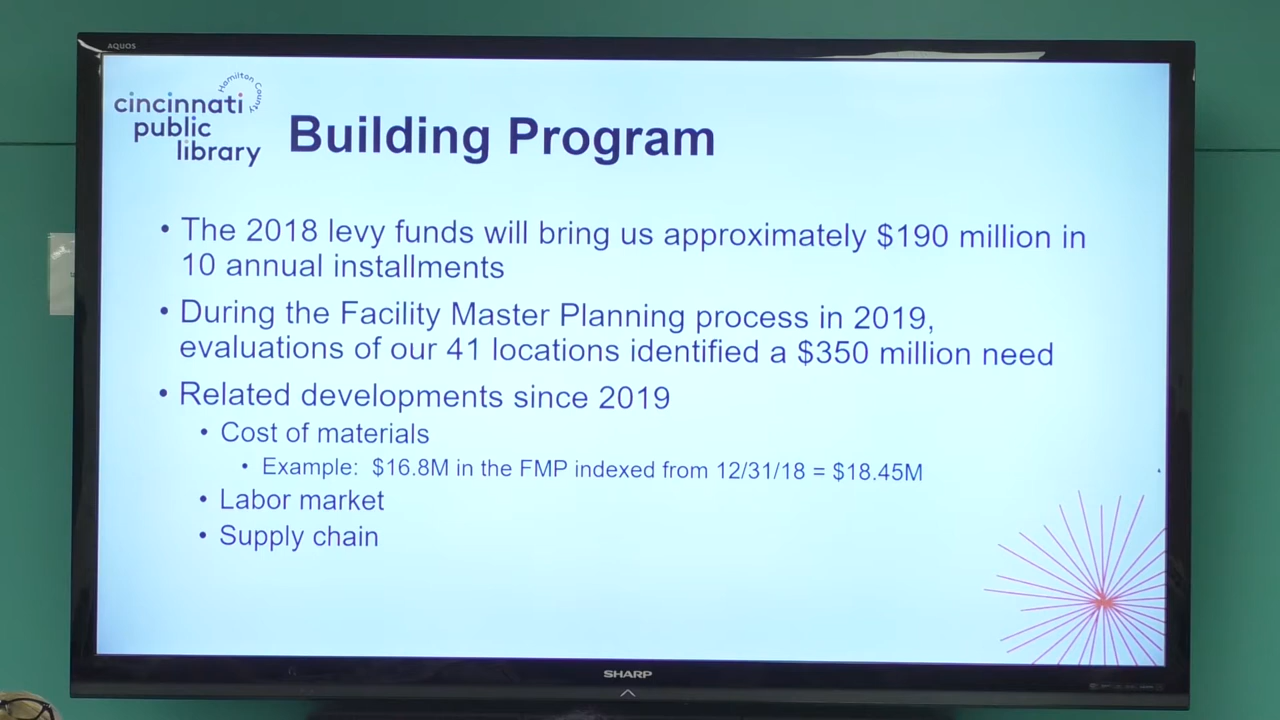 AQUOS
Hamilton County
cincinnati
public
library
Building Program
• The 2018 levy funds will bring us approximately $190 million in
10 annual installments
• During the Facility Master Planning process in 2019,
evaluations of our 41 locations identified a $350 million need
• Related developments since 2019
• Cost of materials
• Example: $16.8M in the FMP indexed from 12/31/18 = $18.45M
• Labor market
• Supply chain
SHARP